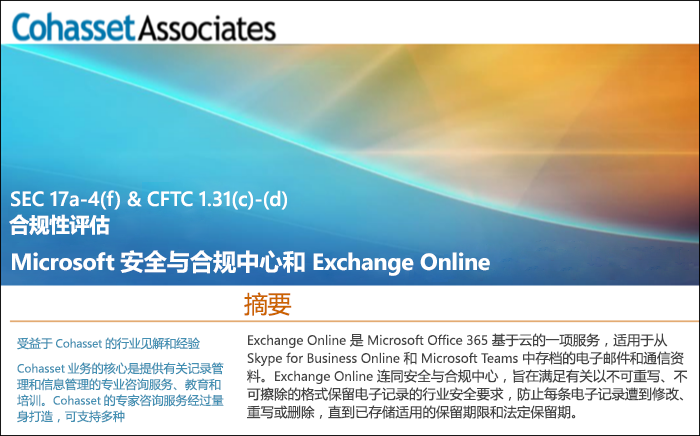 CohassetAssociates
SEC 17a-4(f) & CFTC 1.31(c)-(d)
合规性评估
Microsoft 安全与合规中心和 Exchange Online
摘要
受益于 Cohasset 的行业见解和经验
Cohasset 业务的核心是提供有关记录管
理和信息管理的专业咨询服务、教育和
培训。Cohasset 的专家咨询服务经过量
身打造，可支持多种
Exchange Online 是 Microsoft Office 365 基于云的一项服务，适用于从
Skype for Business Online 和 Microsoft Teams 中存档的电子邮件和通信资
料。Exchange Online 连同安全与合规中心，旨在满足有关以不可重写、不
可擦除的格式保留电子记录的行业安全要求，防止每条电子记录遭到修改、
重写或删除，直到已存储适用的保留期限和法定保留期。